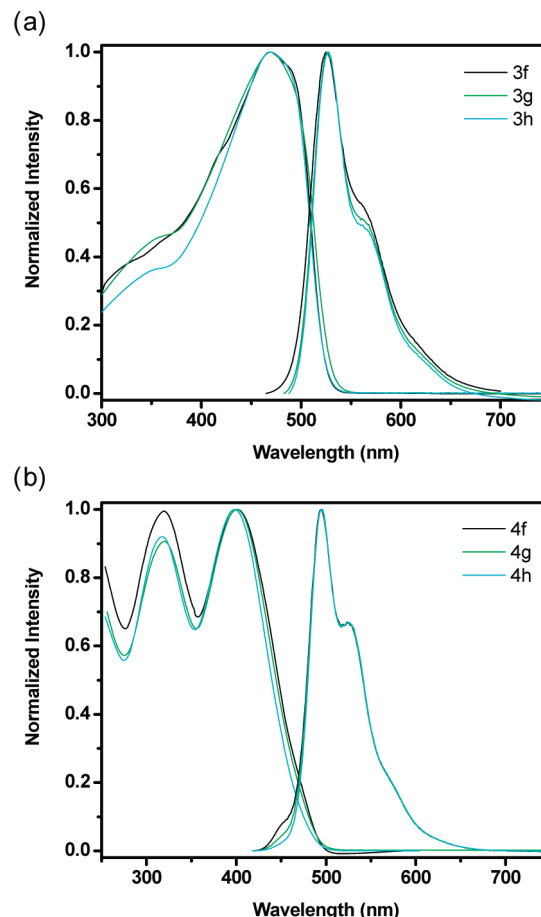 (a)
1.0
0.8
0.6
0.4
0.2
0.0
Normalized Intensity
3f
3g
3h
300 400 500 600 700
Wavelength (nm)
(b)
1.0
0.8
0.6
0.4
0.2
0.0
Normalized Intensity
4f
4g
4h
300 400 500 600 700
Wavelength (nm)